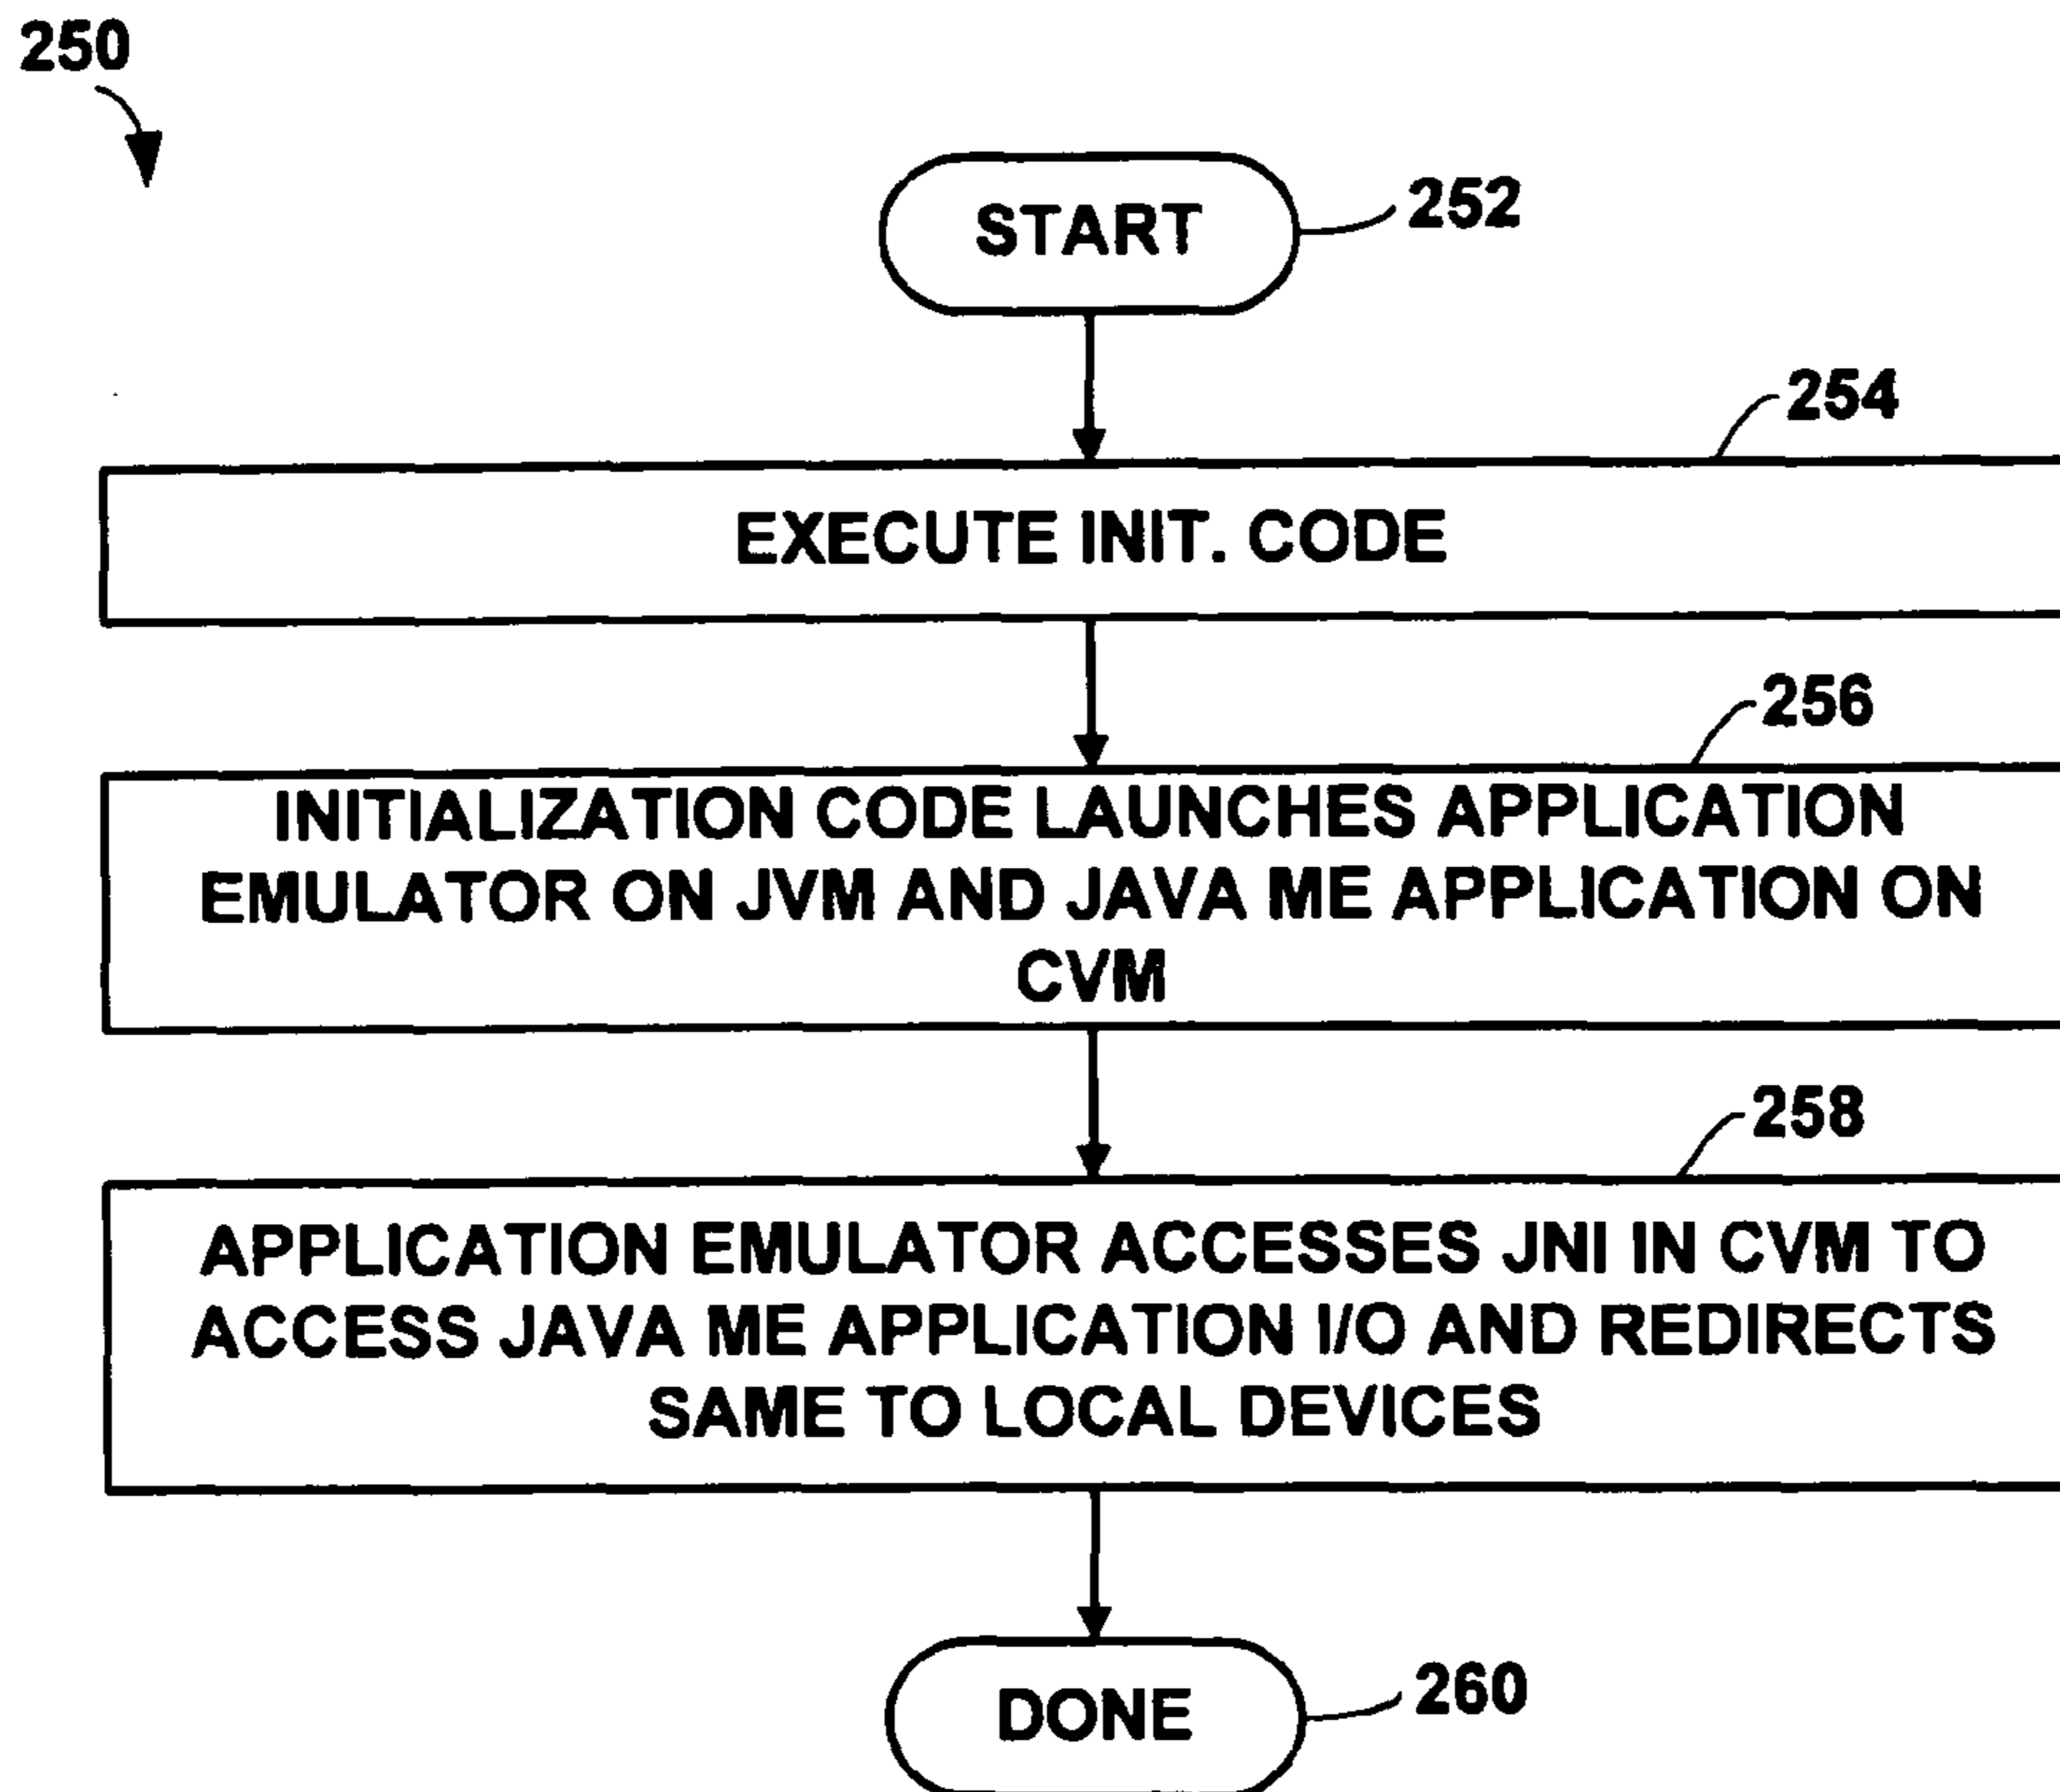 250
START
252
254
EXECUTE INIT. CODE
256
INITIALIZATION CODE LAUNCHES APPLICATION
EMULATOR ON JVM AND JAVA ME APPLICATION ON
CVM
258
APPLICATION EMULATOR ACCESSES JNI IN CVM TO
ACCESS JAVA ME APPLICATION I/O AND REDIRECTS
SAME TO LOCAL DEVICES
DONE
260